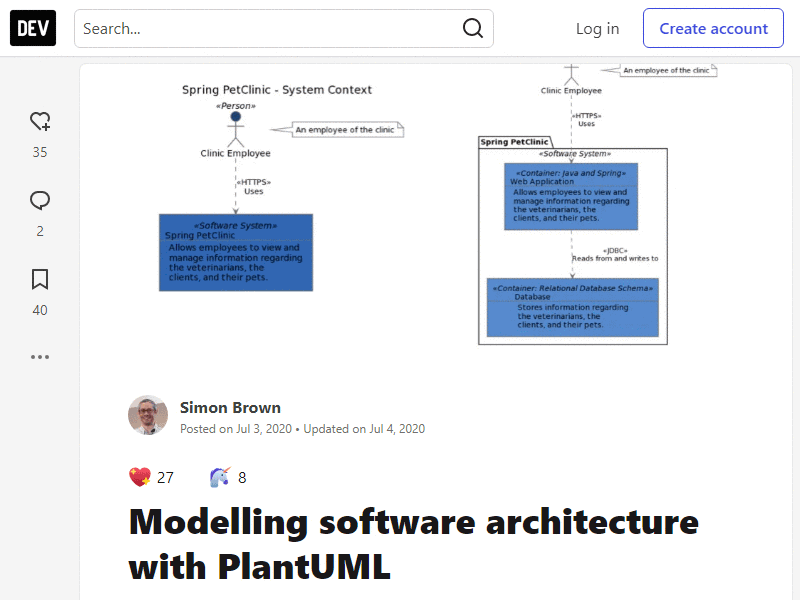 DEV
Search...
Log in
Create account
35
2
40
Spring PetClinic - System Context
«Person»
An employee of the clinic
Clinic Employee
«HTTPS»
Uses
«Software System»
Spring PetClinic
Allows employees to view and
manage information regarding
the veterinarians, the
clients, and their pets.
An employee of the clinic
Clinic Employee
«HTTPS»
Uses
Spring PetClinic
«Software System»
«Container: Java and Spring»
Web Application
Allows employees to view and
manage information regarding
the veterinarians, the
clients, and their pets.
«JDBC»
Reads from and writes to
«Container: Relational Database Schema»
Database
Stores information regarding
the veterinarians, the
clients, and their pets.
Simon Brown
Posted on Jul 3, 2020 • Updated on Jul 4, 2020
27
8
Modelling software architecture
with PlantUML